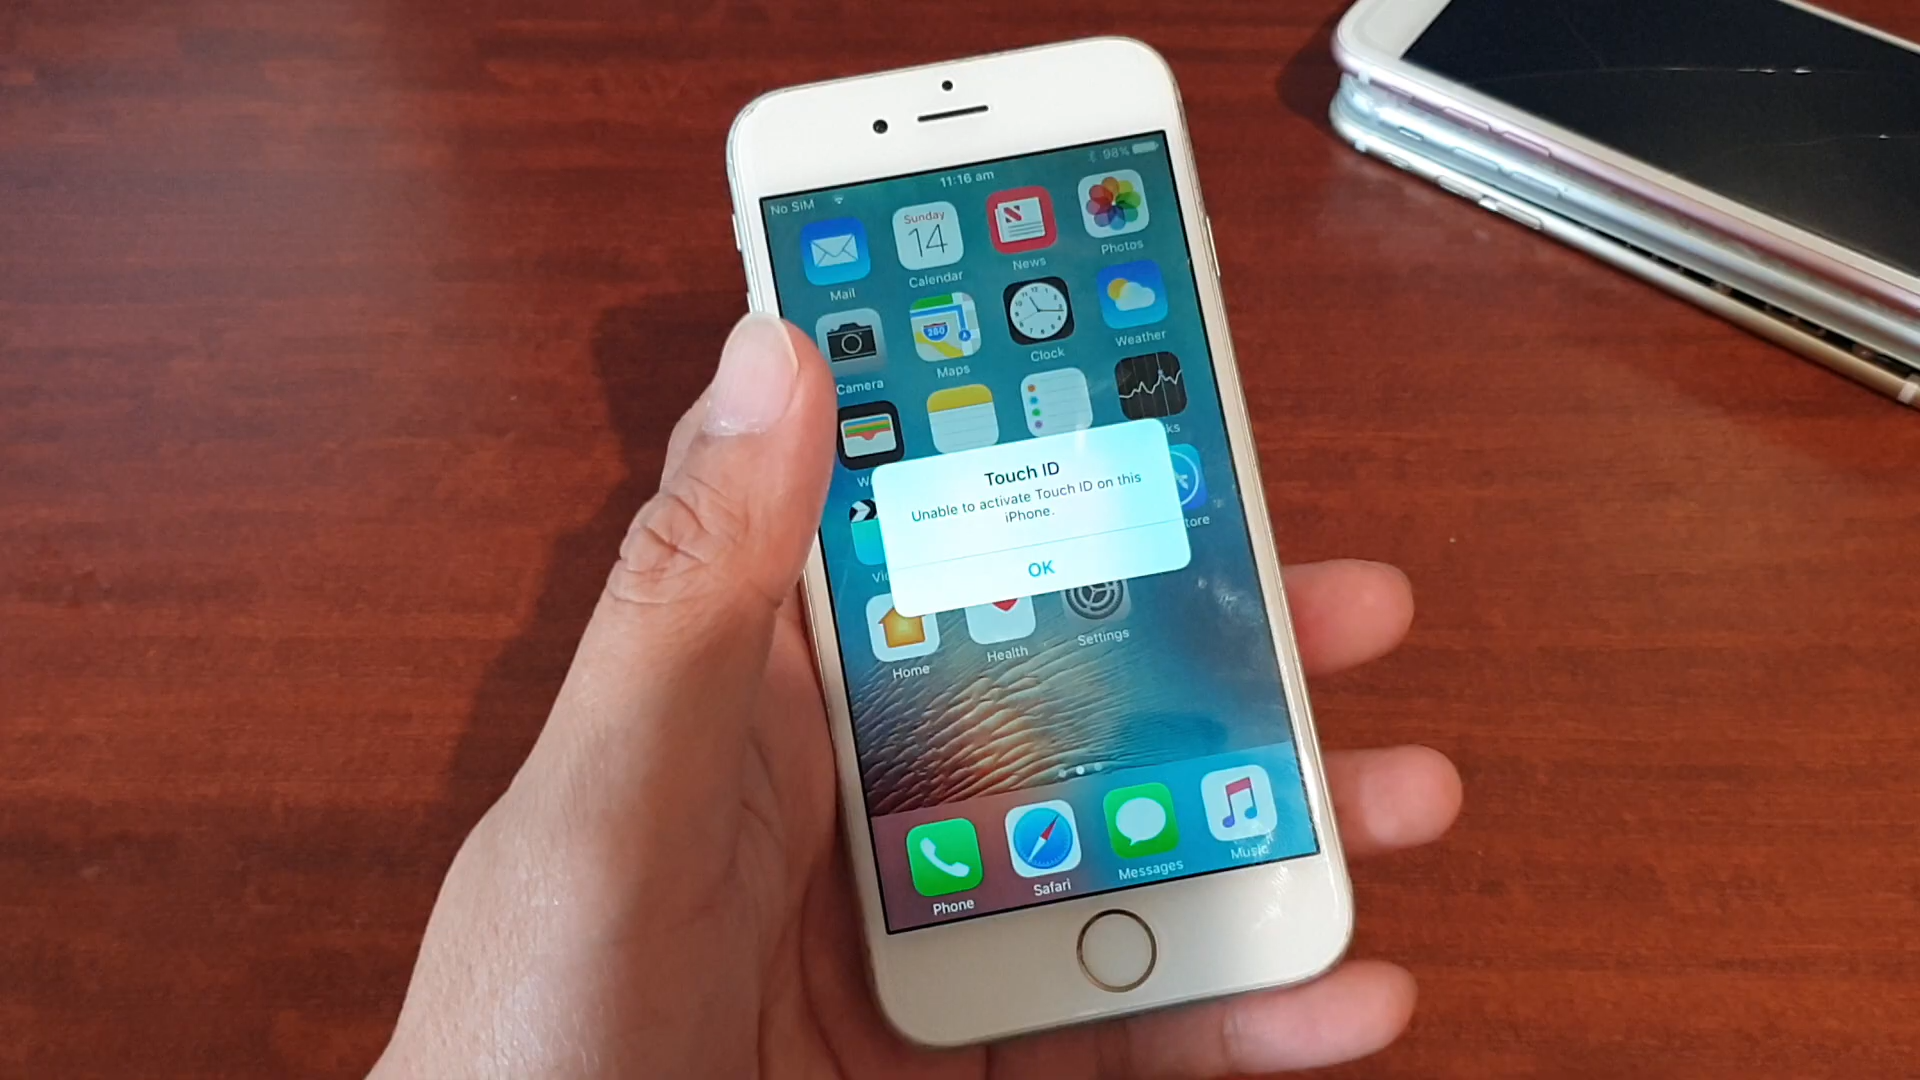 11:16 am
No SIM
98%
Sunday
14
Mail
Calendar
News
Photos
280
Camera
Maps
Clock
Weather
Touch ID
Unable to activate Touch ID on this
iPhone.
OK
Home
Health
Settings
Phone
Safari
Messages
Music